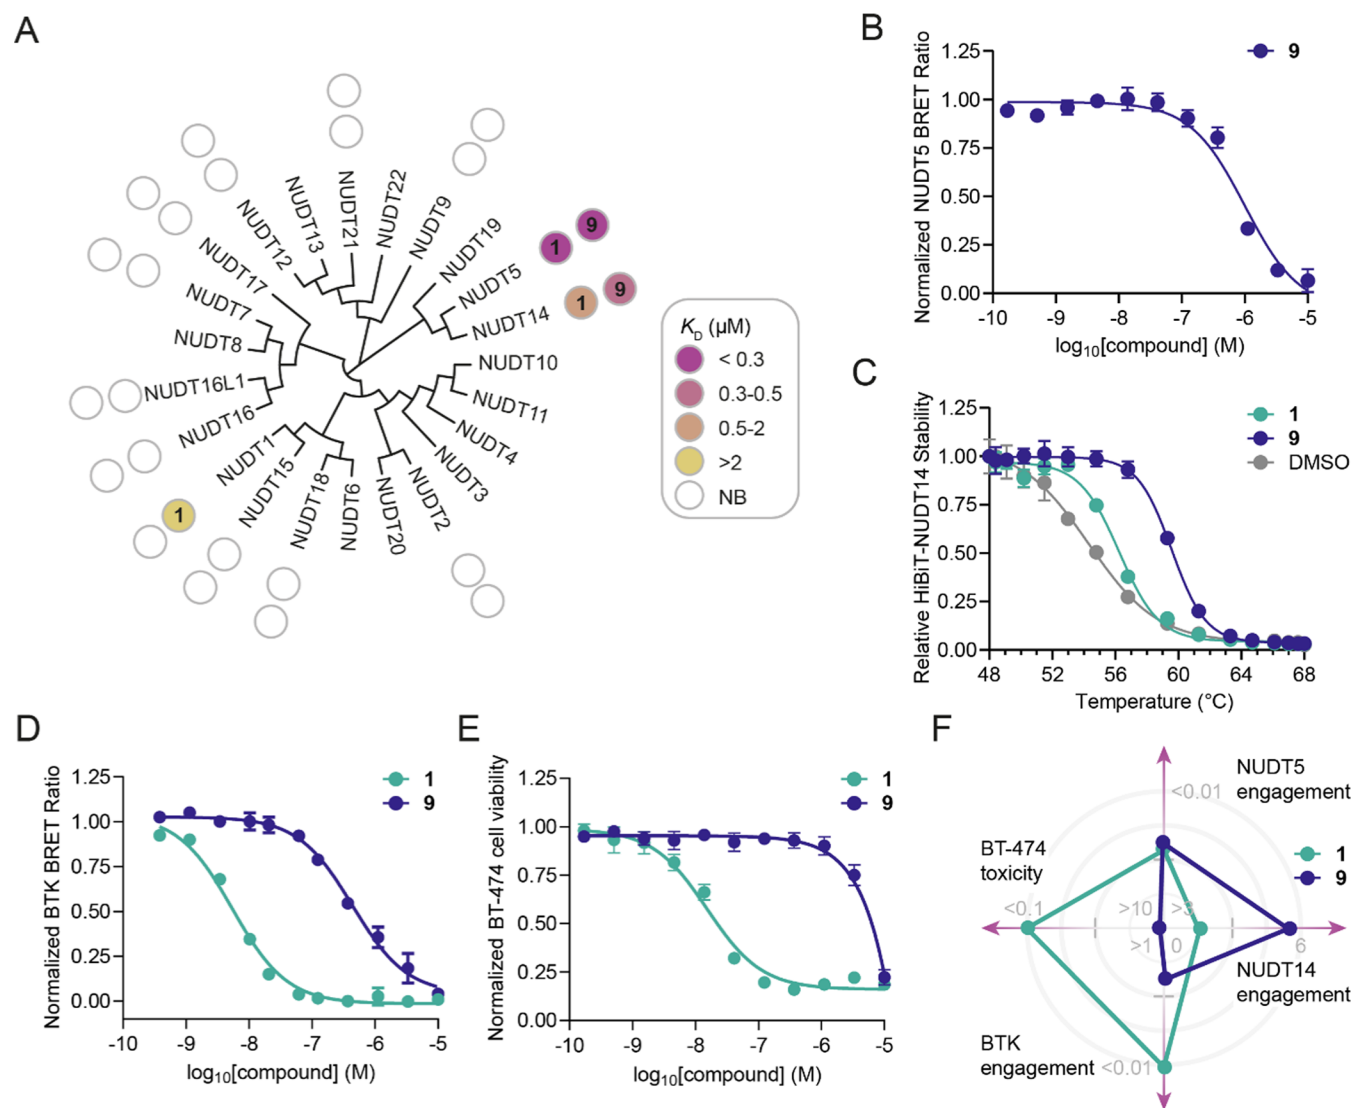 A
NUDT22
NUDT9
NUDT21
NUDT13
NUDT12
NUDT19
NUDT17
NUDT5
9
1
NUDT7
NUDT14
1
9
NUDT8
NUDT10
NUDT16L1
NUDT11
NUDT16
NUDT4
NUDT1
NUDT3
NUDT15
NUDT2
NUDT18
NUDT6
NUDT20
1
KD (µM)
< 0.3
0.3-0.5
0.5-2
>2
NB
B
Normalized NUDT5 BRET Ratio
1.25
1.00
0.75
0.50
0.25
0.00
-10 -9 -8 -7 -6 -5
log10[compound] (M)
9
C
Relative HiBiT-NUDT14 Stability
1.25
1.00
0.75
0.50
0.25
0.00
48 52 56 60 64 68
Temperature (°C)
1
9
DMSO
D
Normalized BTK BRET Ratio
1.25
1.00
0.75
0.50
0.25
0.00
-10 -9 -8 -7 -6 -5
log10[compound] (M)
1
9
E
Normalized BT-474 cell viability
1.25
1.00
0.75
0.50
0.25
0.00
-10 -9 -8 -7 -6 -5
log10[compound] (M)
1
9
F
NUDT5
engagement
<0.01
BT-474
toxicity
1
9
<0.1
>10 >3
>1 0
6
NUDT14
engagement
BTK
engagement
<0.01